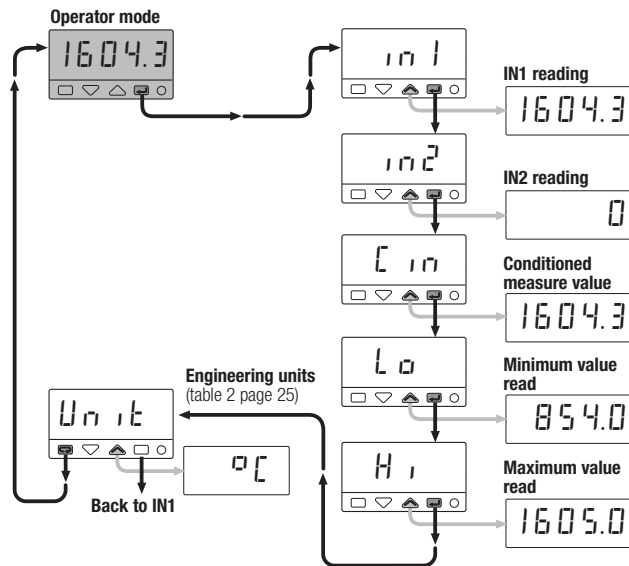 Operator mode
1604.3
in1
IN1 reading
1604.3
in2
IN2 reading
0
C in
Conditioned
measure value
1604.3
Lo
Minimum value
read
854.0
Engineering units
(table 2 page 25)
Unit
ºC
Back to IN1
Hi
Maximum value
read
1605.0